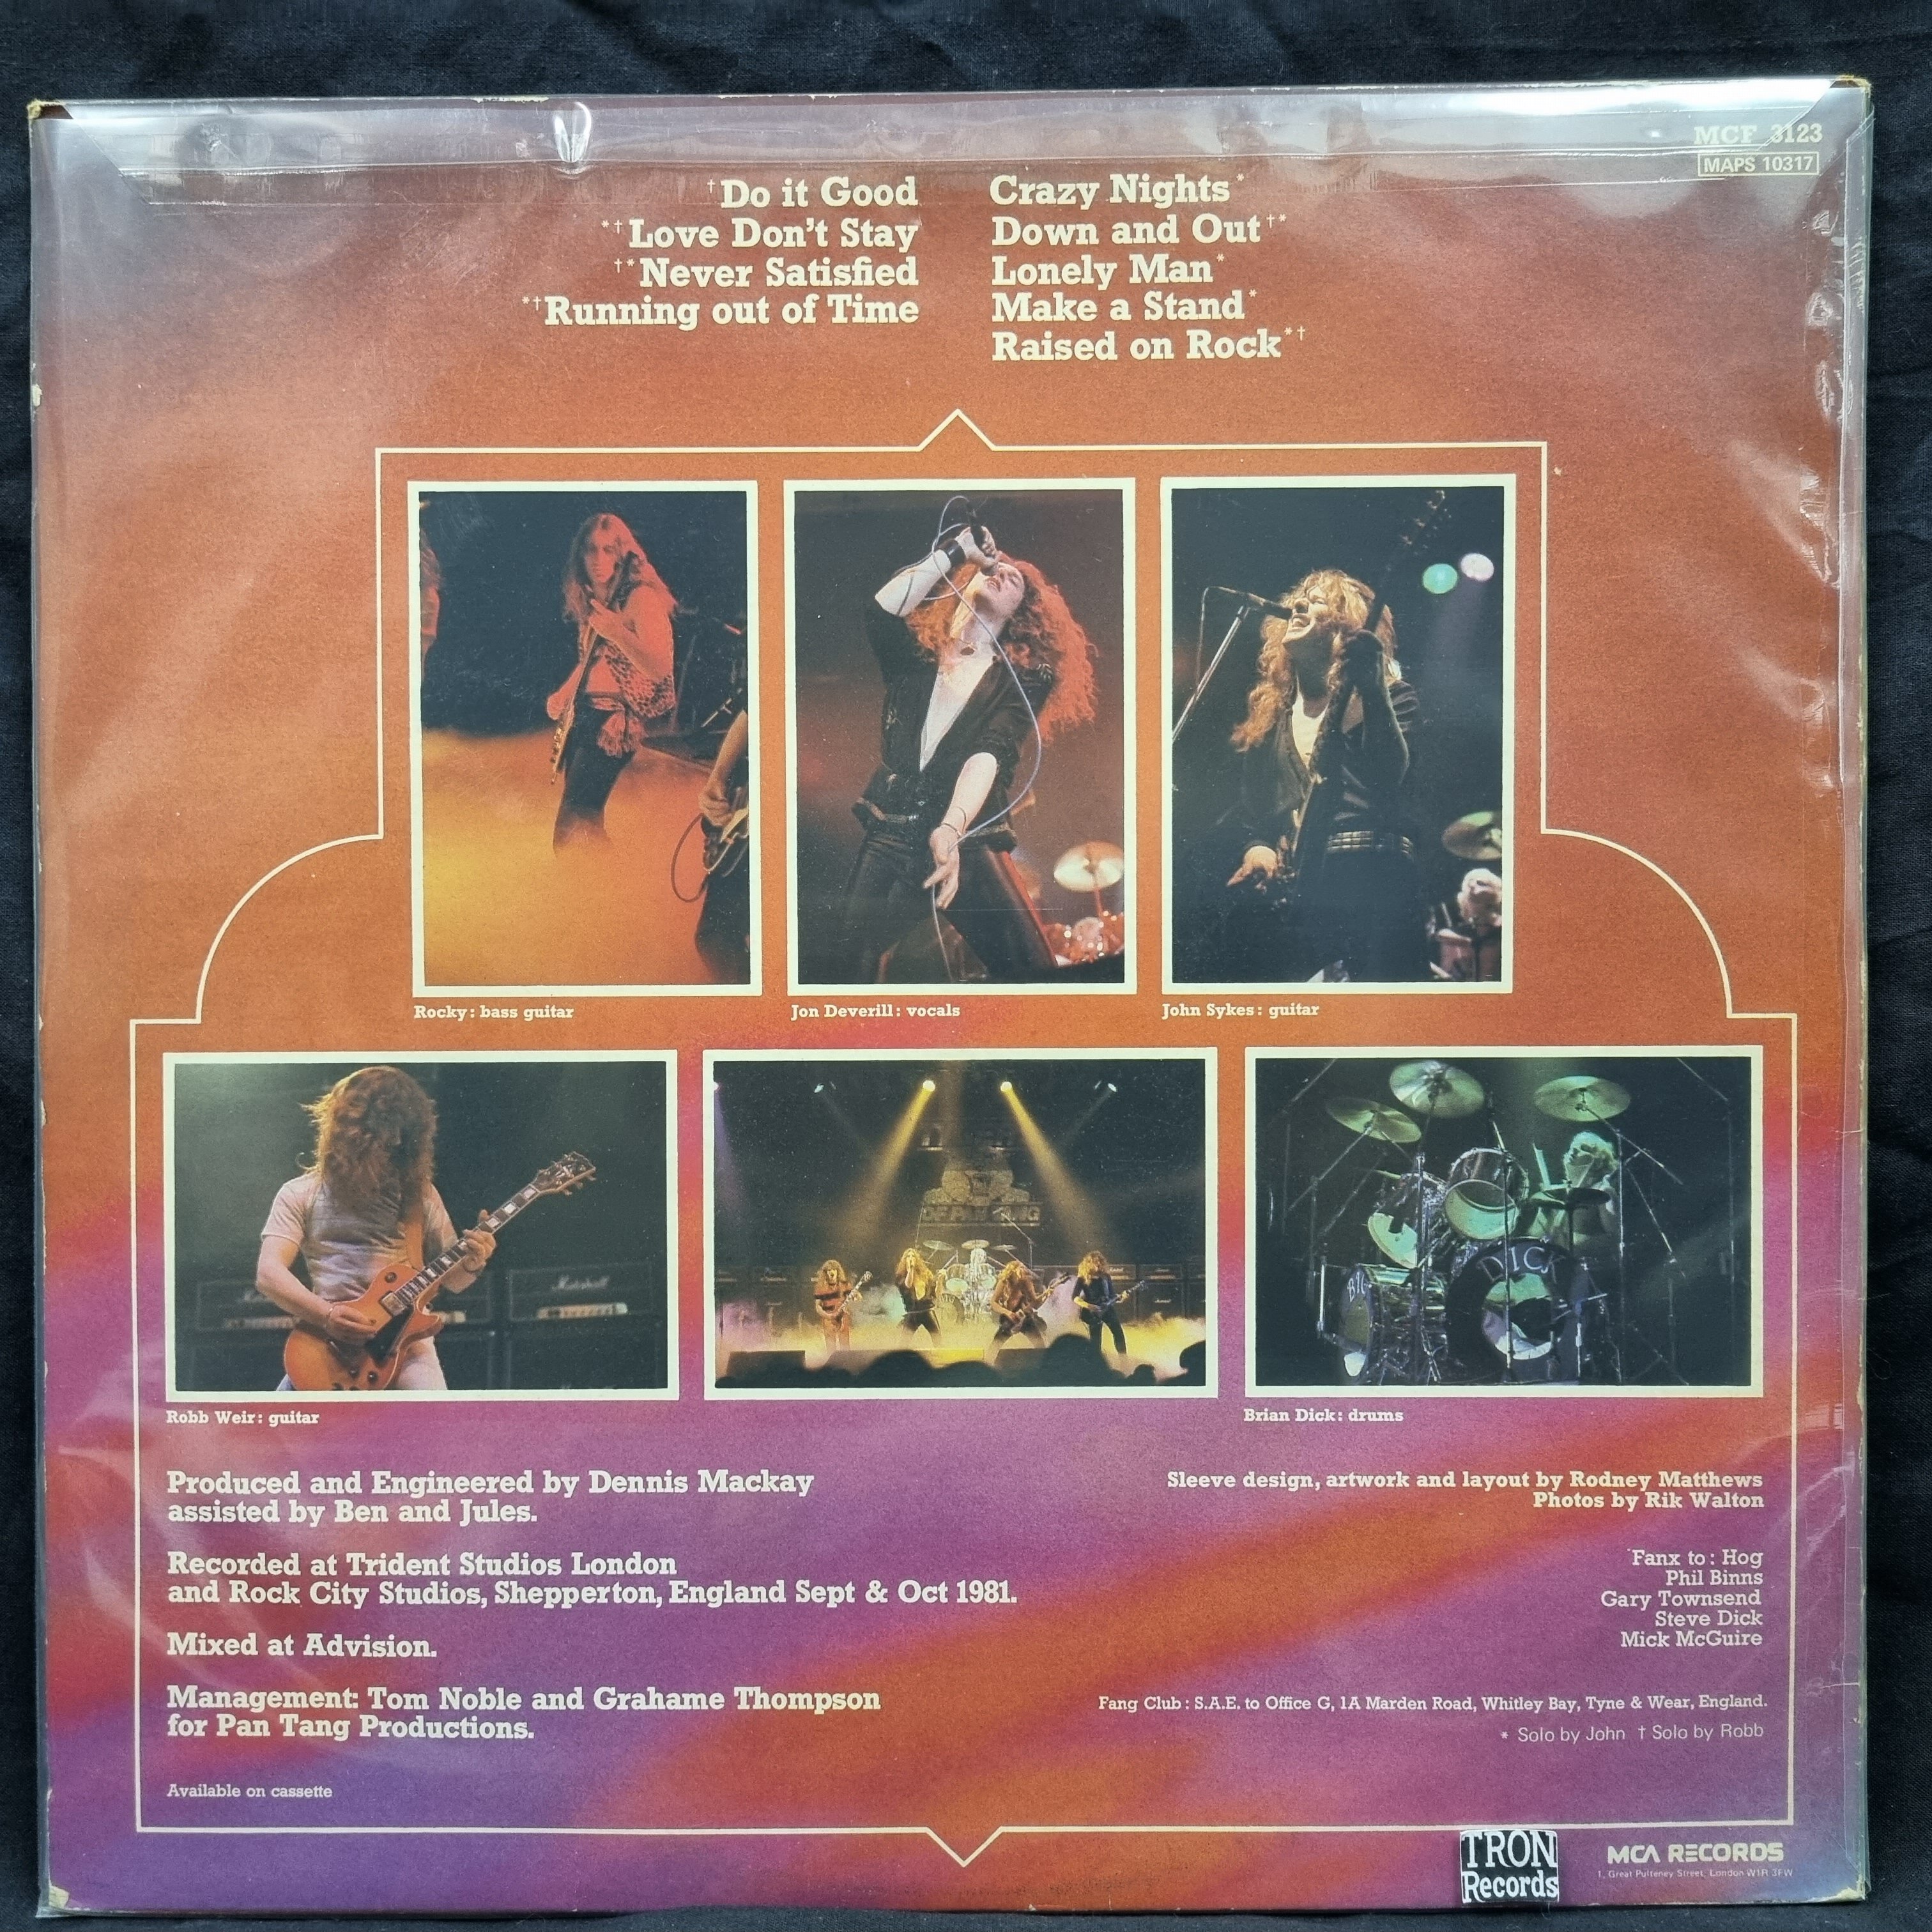 MCF 3123
MAPS 10317
†Do it Good
*†Love Don't Stay
†*Never Satisfied
*†Running out of Time
Crazy Nights*
Down and Out†*
Lonely Man*
Make a Stand*
Raised on Rock*†
Rocky: bass guitar
Jon Deverill: vocals
John Sykes: guitar
Marshall
OF PAN TANG
BIG
DICK
Robb Weir: guitar
Brian Dick: drums
Produced and Engineered by Dennis Mackay
assisted by Ben and Jules.
Recorded at Trident Studios London
and Rock City Studios, Shepperton, England Sept & Oct 1981.
Mixed at Advision.
Management: Tom Noble and Grahame Thompson
for Pan Tang Productions.
Available on cassette
Sleeve design, artwork and layout by Rodney Matthews
Photos by Rik Walton
Fanx to: Hog
Phil Binns
Gary Townsend
Steve Dick
Mick McGuire
Fang Club: S.A.E. to Office G, 1A Marden Road, Whitley Bay, Tyne & Wear, England.
* Solo by John † Solo by Robb
TRON
Records
MCA RECORDS
1, Great Pulteney Street, London W1R 3FW